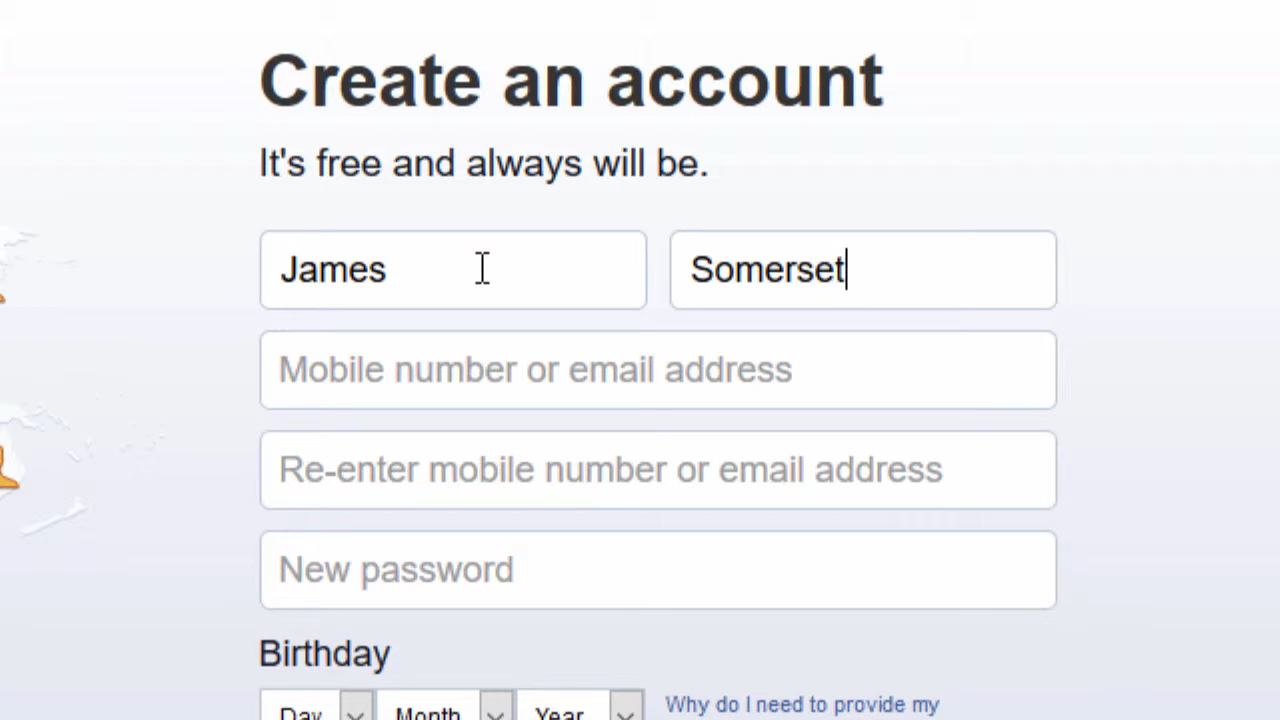 Create an account
It's free and always will be.
James Somerset
Mobile number or email address
Re-enter mobile number or email address
New password
Birthday
Day Month Year Why do I need to provide my